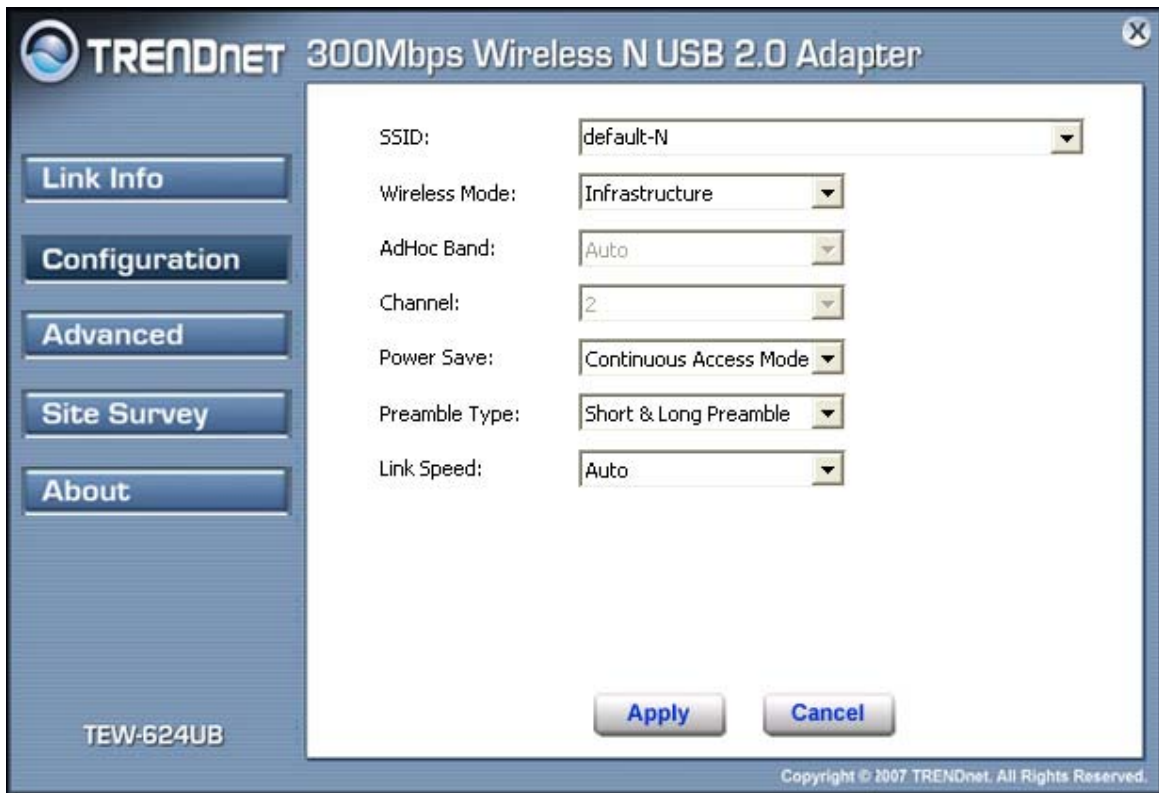 TRENDnet 300Mbps Wireless N USB 2.0 Adapter
X
Link Info
Configuration
Advanced
Site Survey
About
TEW-624UB
SSID: default-N
Wireless Mode: Infrastructure
AdHoc Band: Auto
Channel: 2
Power Save: Continuous Access Mode
Preamble Type: Short & Long Preamble
Link Speed: Auto
Apply Cancel
Copyright © 2007 TRENDnet. All Rights Reserved.